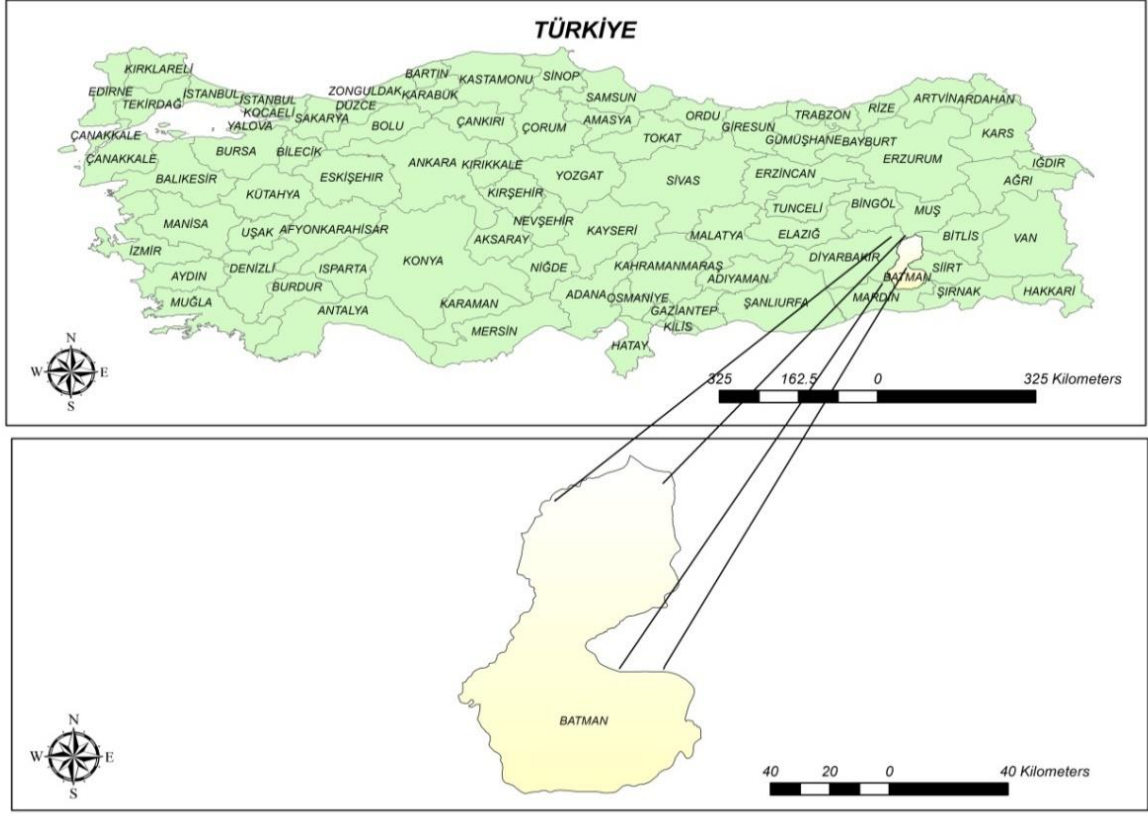 TÜRKİYE
KIRKLARELİ
EDİRNE
TEKİRDAĞ
İSTANBUL
İSTANBUL
KOCAELİ
YALOVA
SAKARYA
DÜZCE
ZONGULDAK
BARTIN
KARABÜK
KASTAMONU
SİNOP
SAMSUN
AMASYA
ORDU
GİRESUN
TRABZON
GÜMÜŞHANE
BAYBURT
RİZE
ARTVİN
ARDAHAN
KARS
IĞDIR
AĞRI
ERZURUM
ÇANAKKALE
ÇANAKKALE
BURSA
BİLECİK
BOLU
ÇANKIRI
ÇORUM
TOKAT
BALIKESİR
KÜTAHYA
ESKİŞEHİR
ANKARA
KIRIKKALE
KIRŞEHİR
YOZGAT
SİVAS
ERZİNCAN
TUNCELİ
BİNGÖL
MUŞ
BİTLİS
VAN
MANİSA
UŞAK
AFYONKARAHİSAR
NEVŞEHİR
AKSARAY
KAYSERİ
MALATYA
ELAZIĞ
DİYARBAKIR
İZMİR
AYDIN
DENİZLİ
ISPARTA
BURDUR
KONYA
NİĞDE
KAHRAMANMARAŞ
ADIYAMAN
BATMAN
SİİRT
ŞIRNAK
HAKKARİ
MUĞLA
ANTALYA
KARAMAN
MERSİN
ADANA
OSMANİYE
GAZİANTEP
KİLİS
ŞANLIURFA
MARDİN
HATAY
N
W E
S
325 162.5 0 325 Kilometers
BATMAN
N
W E
S
40 20 0 40 Kilometers